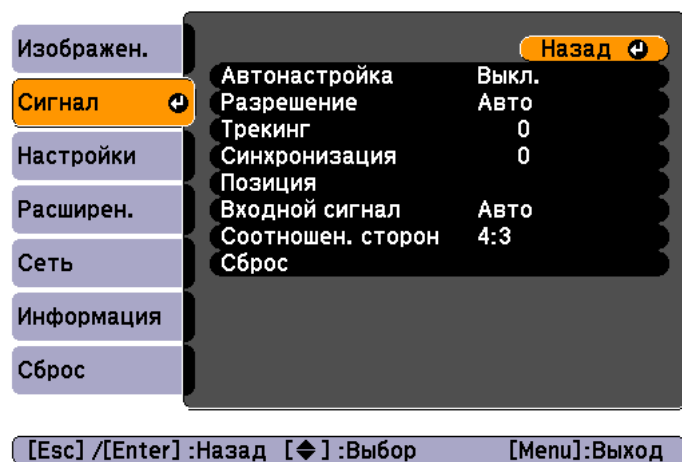 Изображен.
Сигнал
Настройки
Расширен.
Сеть
Информация
Сброс
Назад
Автонастройка Выкл.
Разрешение Авто
Трекинг 0
Синхронизация 0
Позиция
Входной сигнал Авто
Соотношен. сторон 4:3
Сброс
[Esc] /[Enter] :Назад [◆] :Выбор [Menu]:Выход